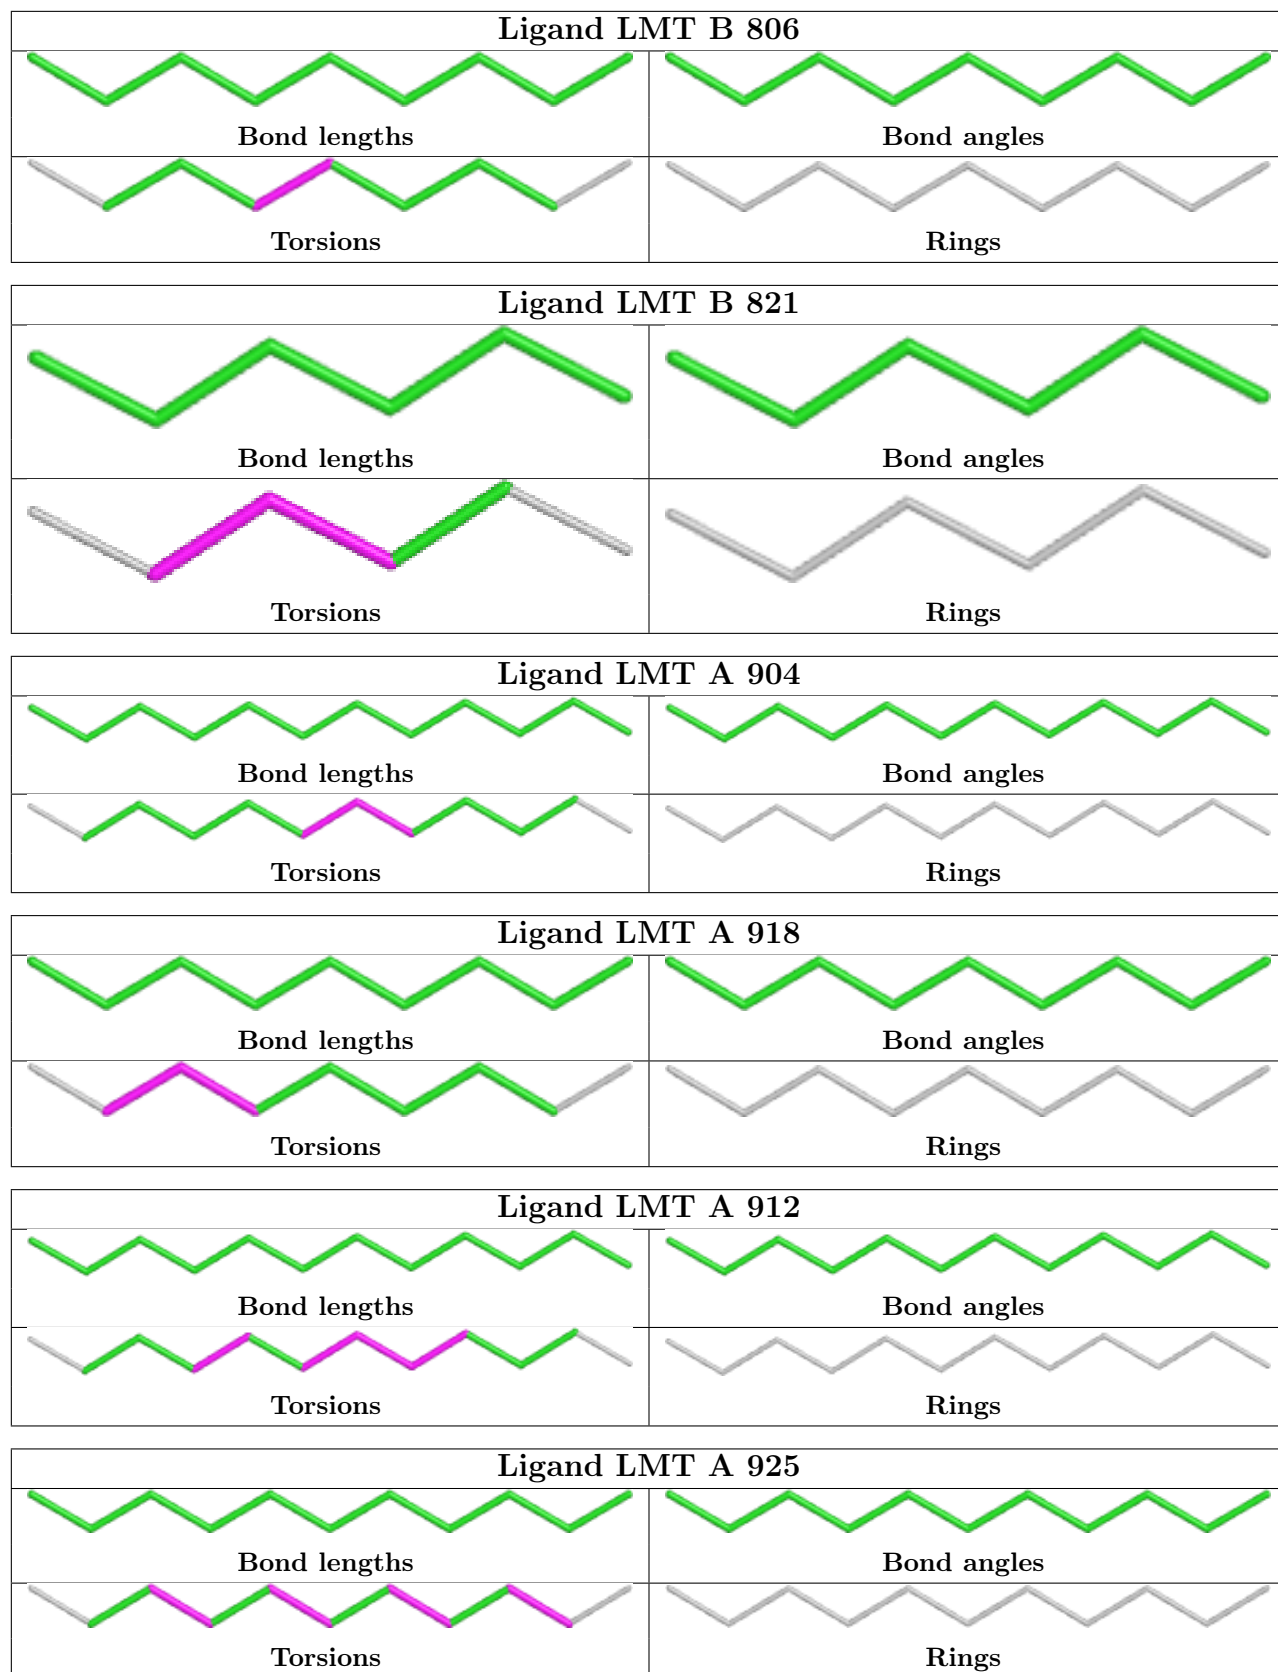 Ligand LMT B 806
Bond lengths
Bond angles
Torsions
Rings
Ligand LMT B 821
Bond lengths
Bond angles
Torsions
Rings
Ligand LMT A 904
Bond lengths
Bond angles
Torsions
Rings
Ligand LMT A 918
Bond lengths
Bond angles
Torsions
Rings
Ligand LMT A 912
Bond lengths
Bond angles
Torsions
Rings
Ligand LMT A 925
Bond lengths
Bond angles
Torsions
Rings